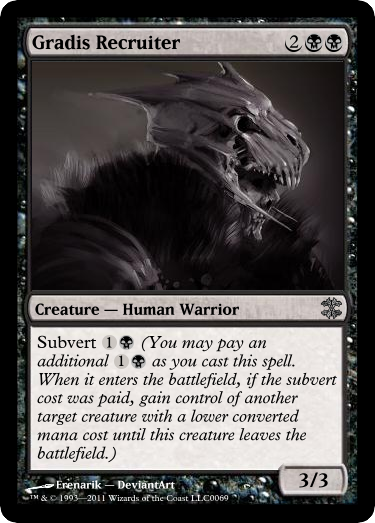 Gradis Recruiter 2
Creature — Human Warrior
Subvert 1 (You may pay an
additional 1 as you cast this spell.
When it enters the battlefield, if the subvert
cost was paid, gain control of another
target creature with a lower converted
mana cost until this creature leaves the
battlefield.)
3/3
Erenarik — DeviantArt
™ & © 1993—2011 Wizards of the Coast LLC0069